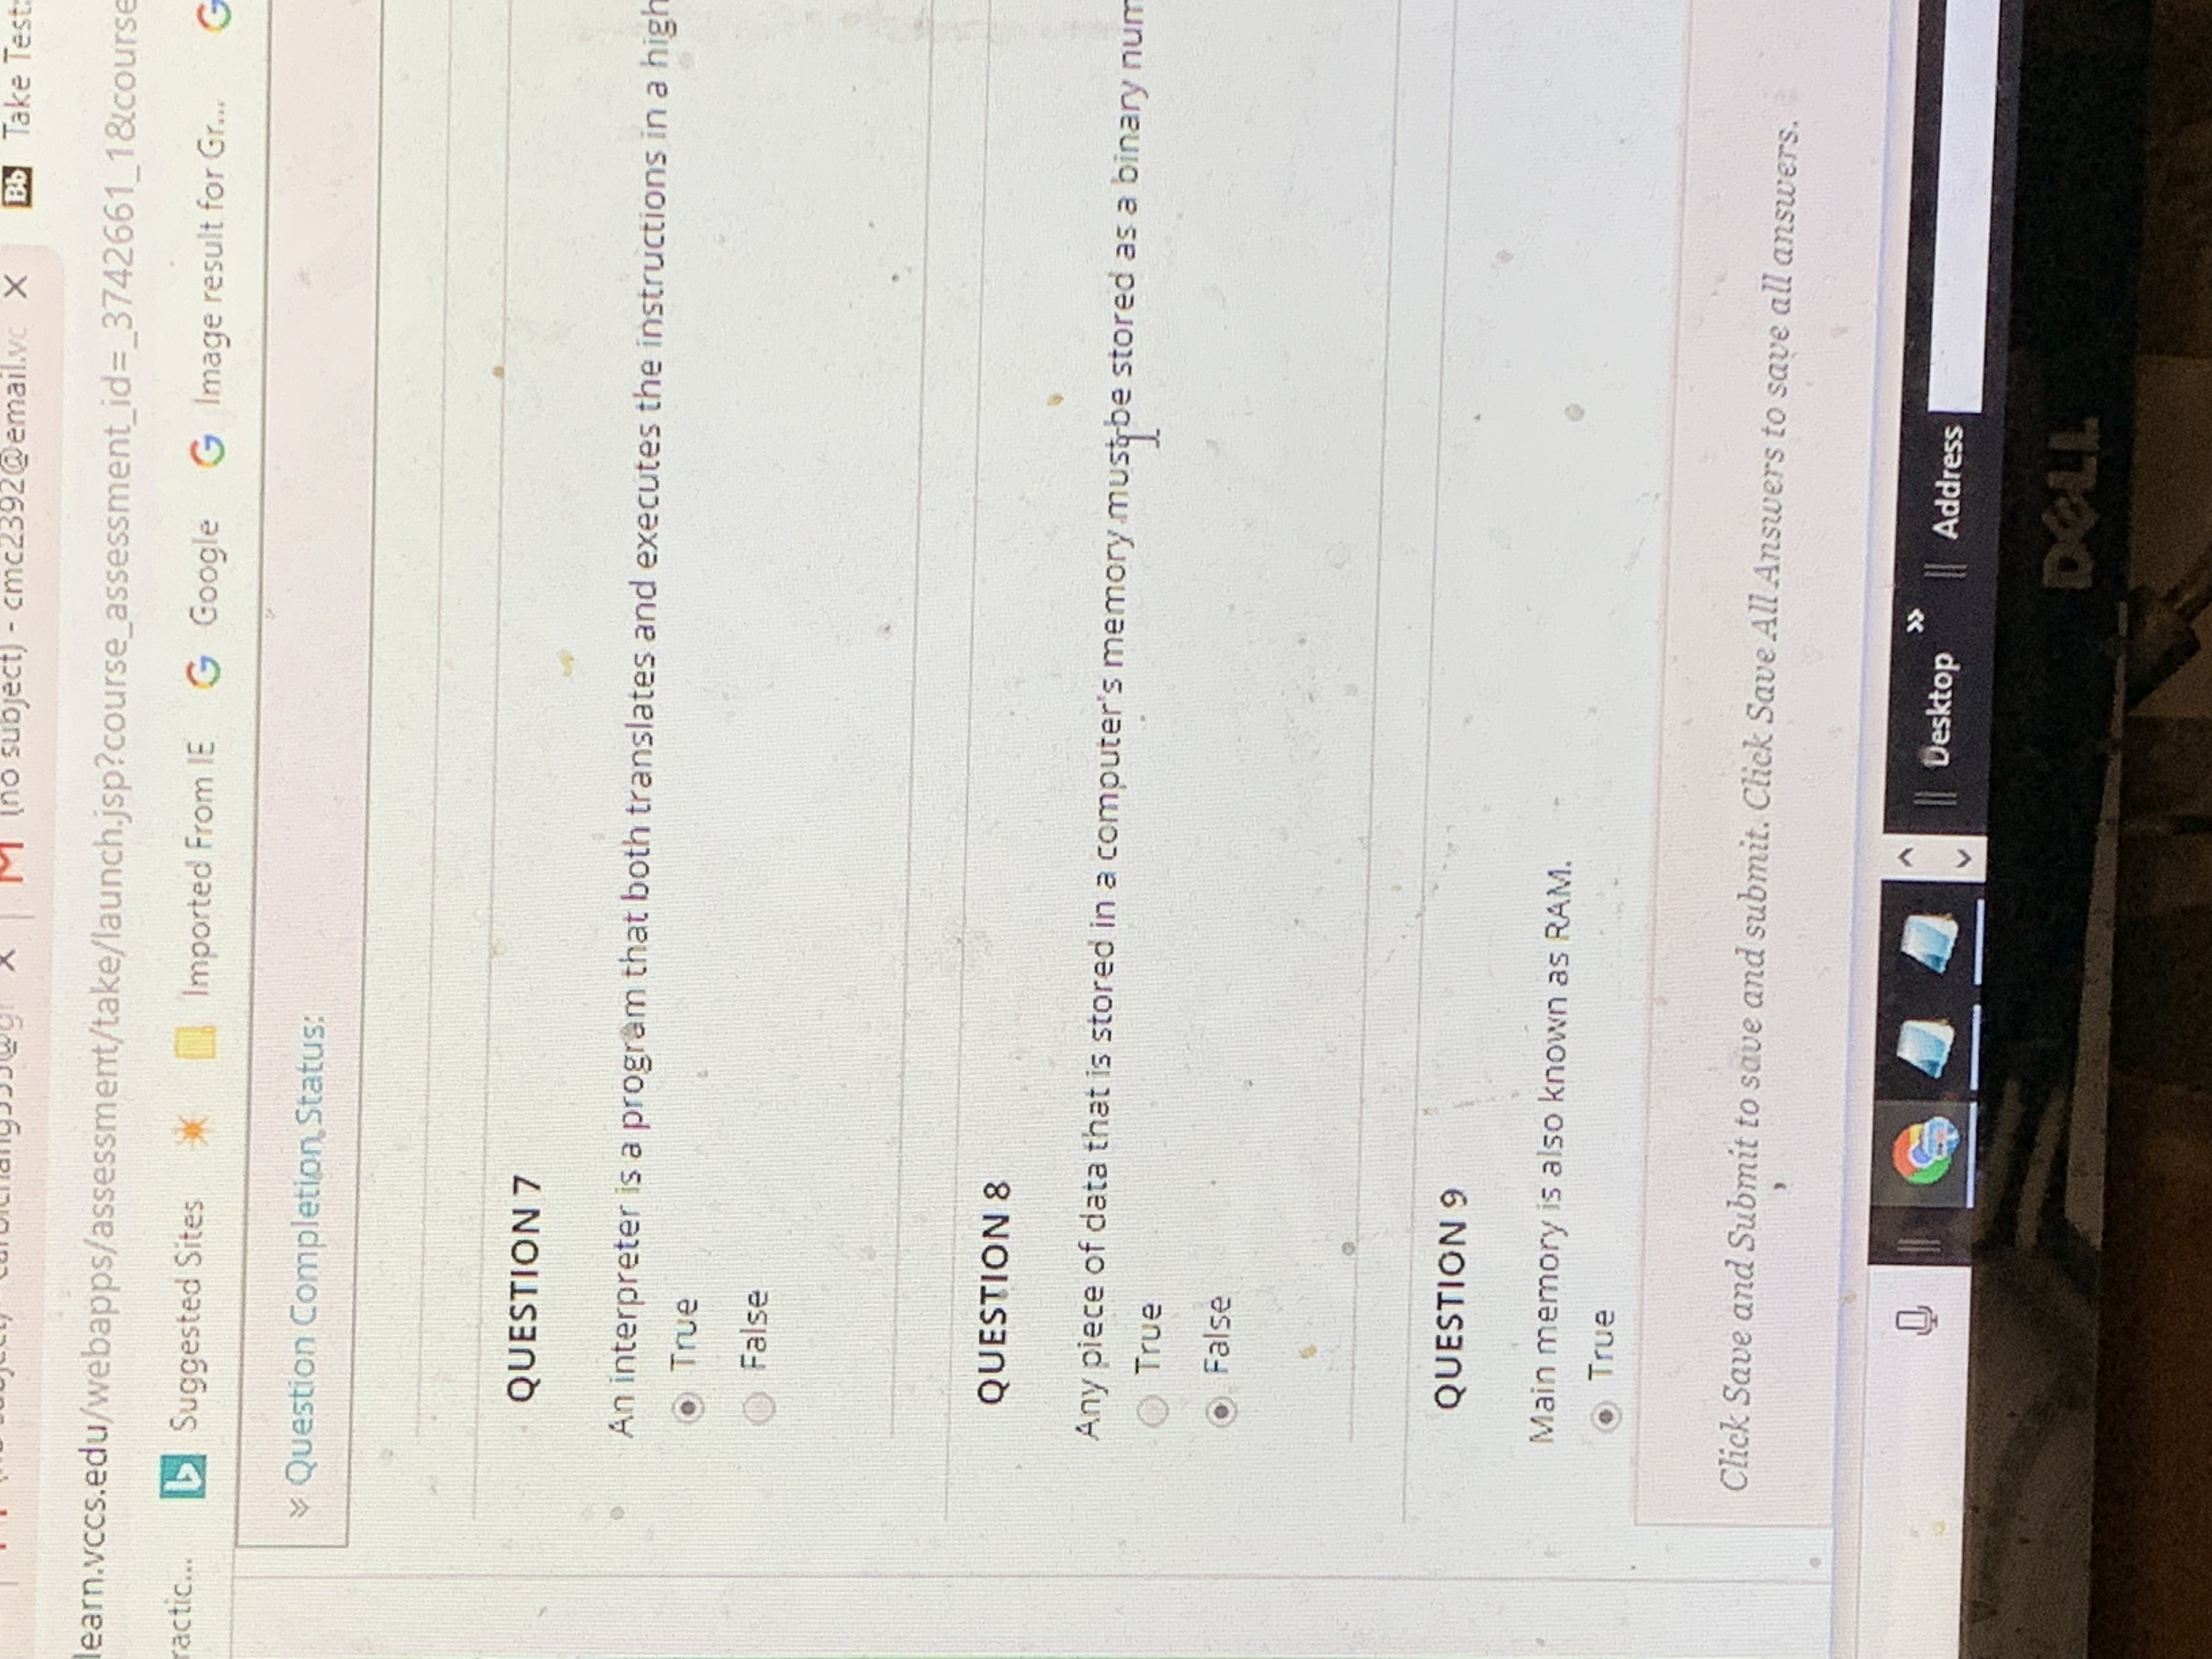 (no subject) - cmc2392@email.vc
Bb Take Test:
learn.vccs.edu/webapps/assessment/take/launch.jsp?course_assessment_id=_3742661_1&course
ractic... Suggested Sites Imported From IE Google Image result for Gr...
Question Completion Status:
QUESTION 7
An interpreter is a program that both translates and executes the instructions in a high
True
False
QUESTION 8
Any piece of data that is stored in a computer's memory must be stored as a binary num
True
False
QUESTION 9
Main memory is also known as RAM.
True
Click Save and Submit to save and submit. Click Save All Answers to save all answers.
Desktop Address
DELL